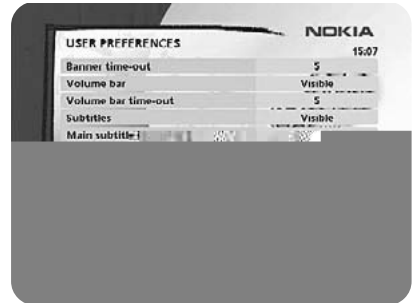 NOKIA
USER PREFERENCES
15:07
Banner time-out 5
Volume bar Visible
Volume bar time-out 5
Subtitles Visible
Main